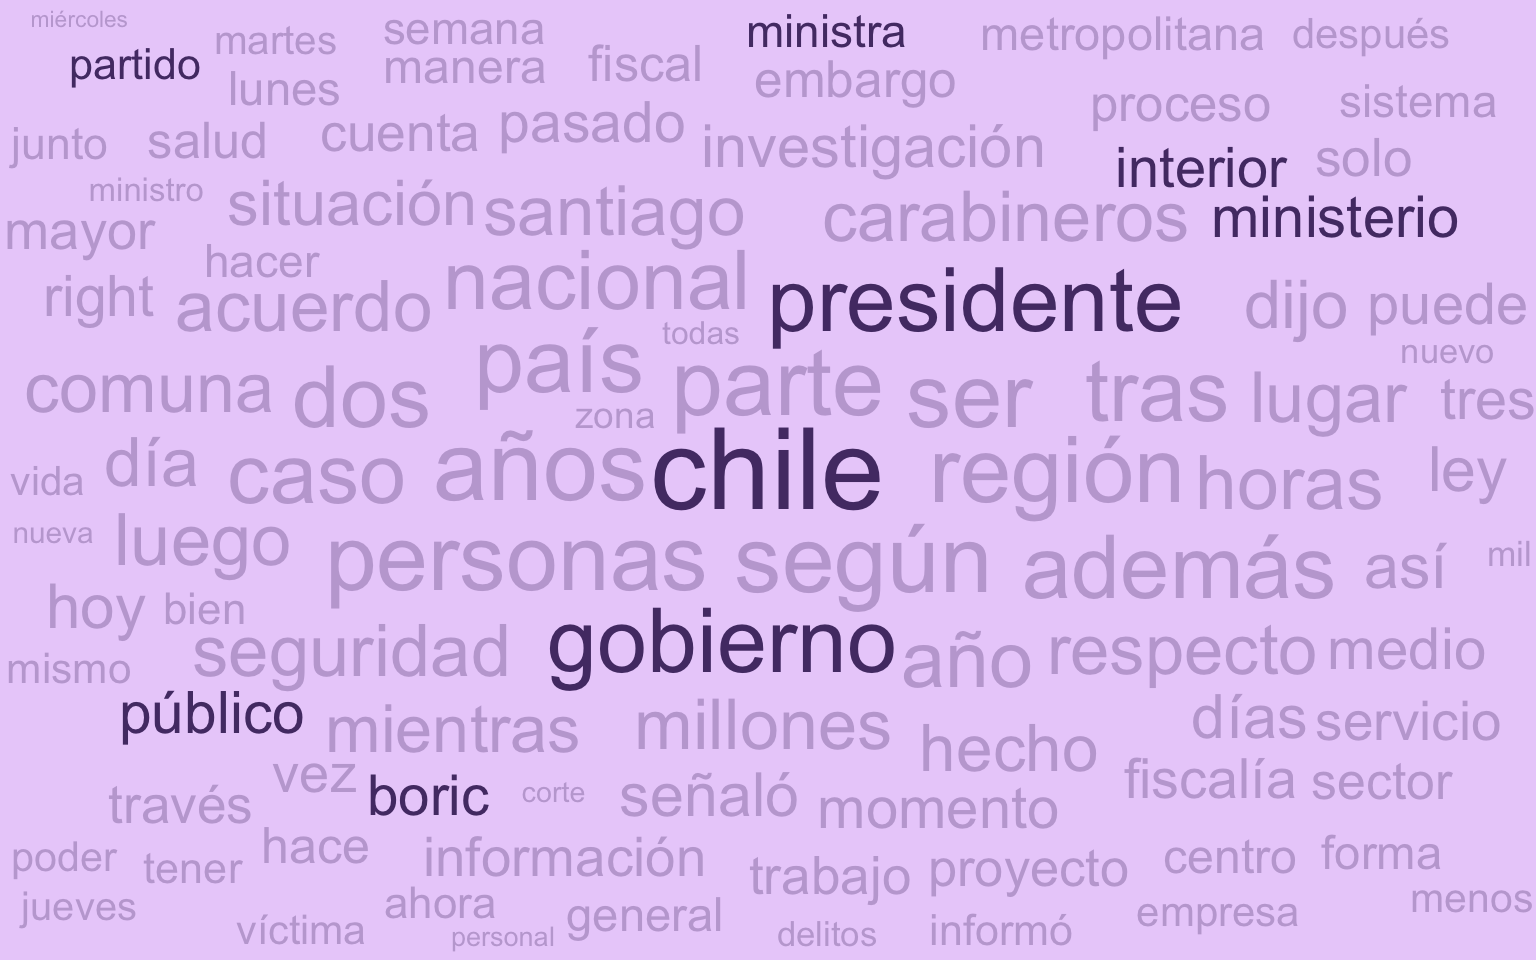 miércoles
partido
martes
lunes
semana
manera
fiscal
ministra
embargo
metropolitana
después
junto
salud
cuenta
pasado
investigación
proceso
sistema
interior
solo
ministro
mayor
situación
santiago
carabineros
ministerio
hacer
right
acuerdo
nacional
presidente
dijo
puede
todas
país
nuevo
comuna
dos
zona
parte
ser
tras
lugar
tres
vida
día
caso
años
chile
región
horas
ley
nueva
luego
personas
según
además
así
mil
hoy
bien
mismo
seguridad
gobierno
año
respecto
medio
público
mientras
millones
hecho
días
servicio
través
vez
boric
corte
señaló
momento
fiscalía
sector
poder
tener
hace
información
trabajo
proyecto
centro
forma
jueves
víctima
ahora
personal
general
delitos
informó
empresa
menos